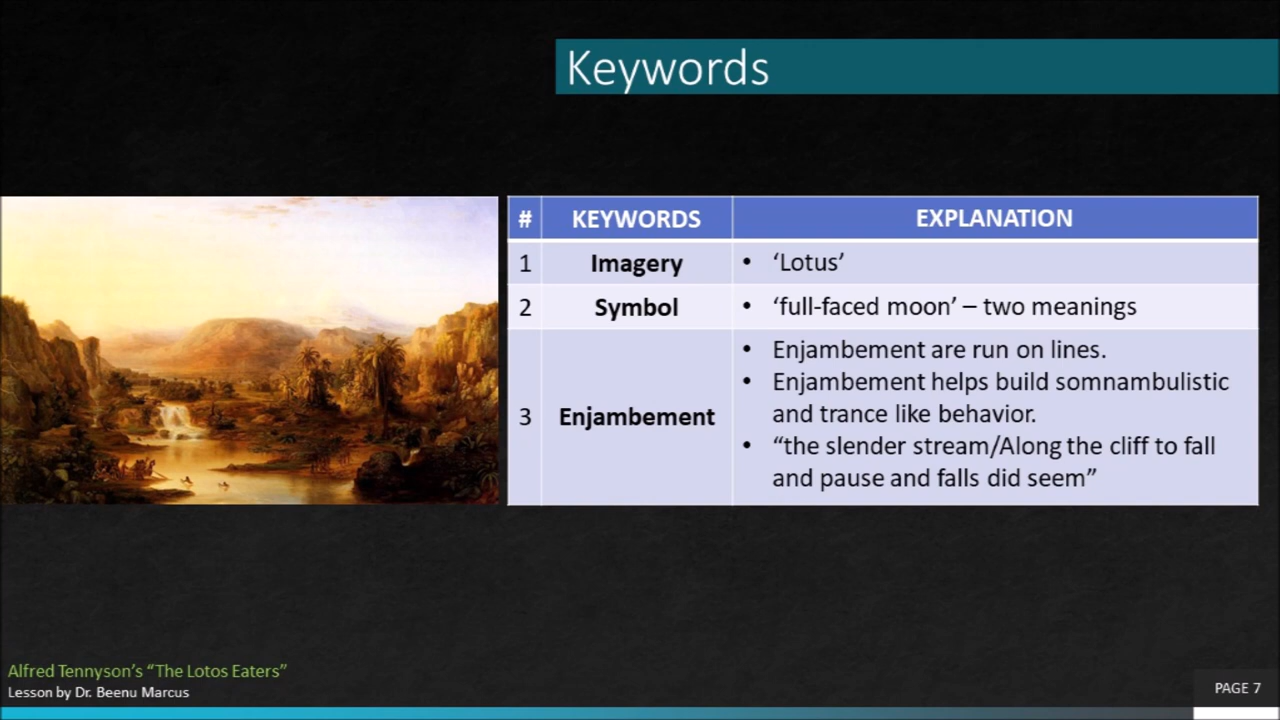 Keywords
# KEYWORDS EXPLANATION
1 Imagery • ‘Lotus’
2 Symbol • ‘full-faced moon’ – two meanings
3 Enjambement • Enjambement are run on lines.
• Enjambement helps build somnambulistic
and trance like behavior.
• “the slender stream/Along the cliff to fall
and pause and falls did seem”
Alfred Tennyson’s “The Lotos Eaters”
Lesson by Dr. Beenu Marcus
PAGE 7